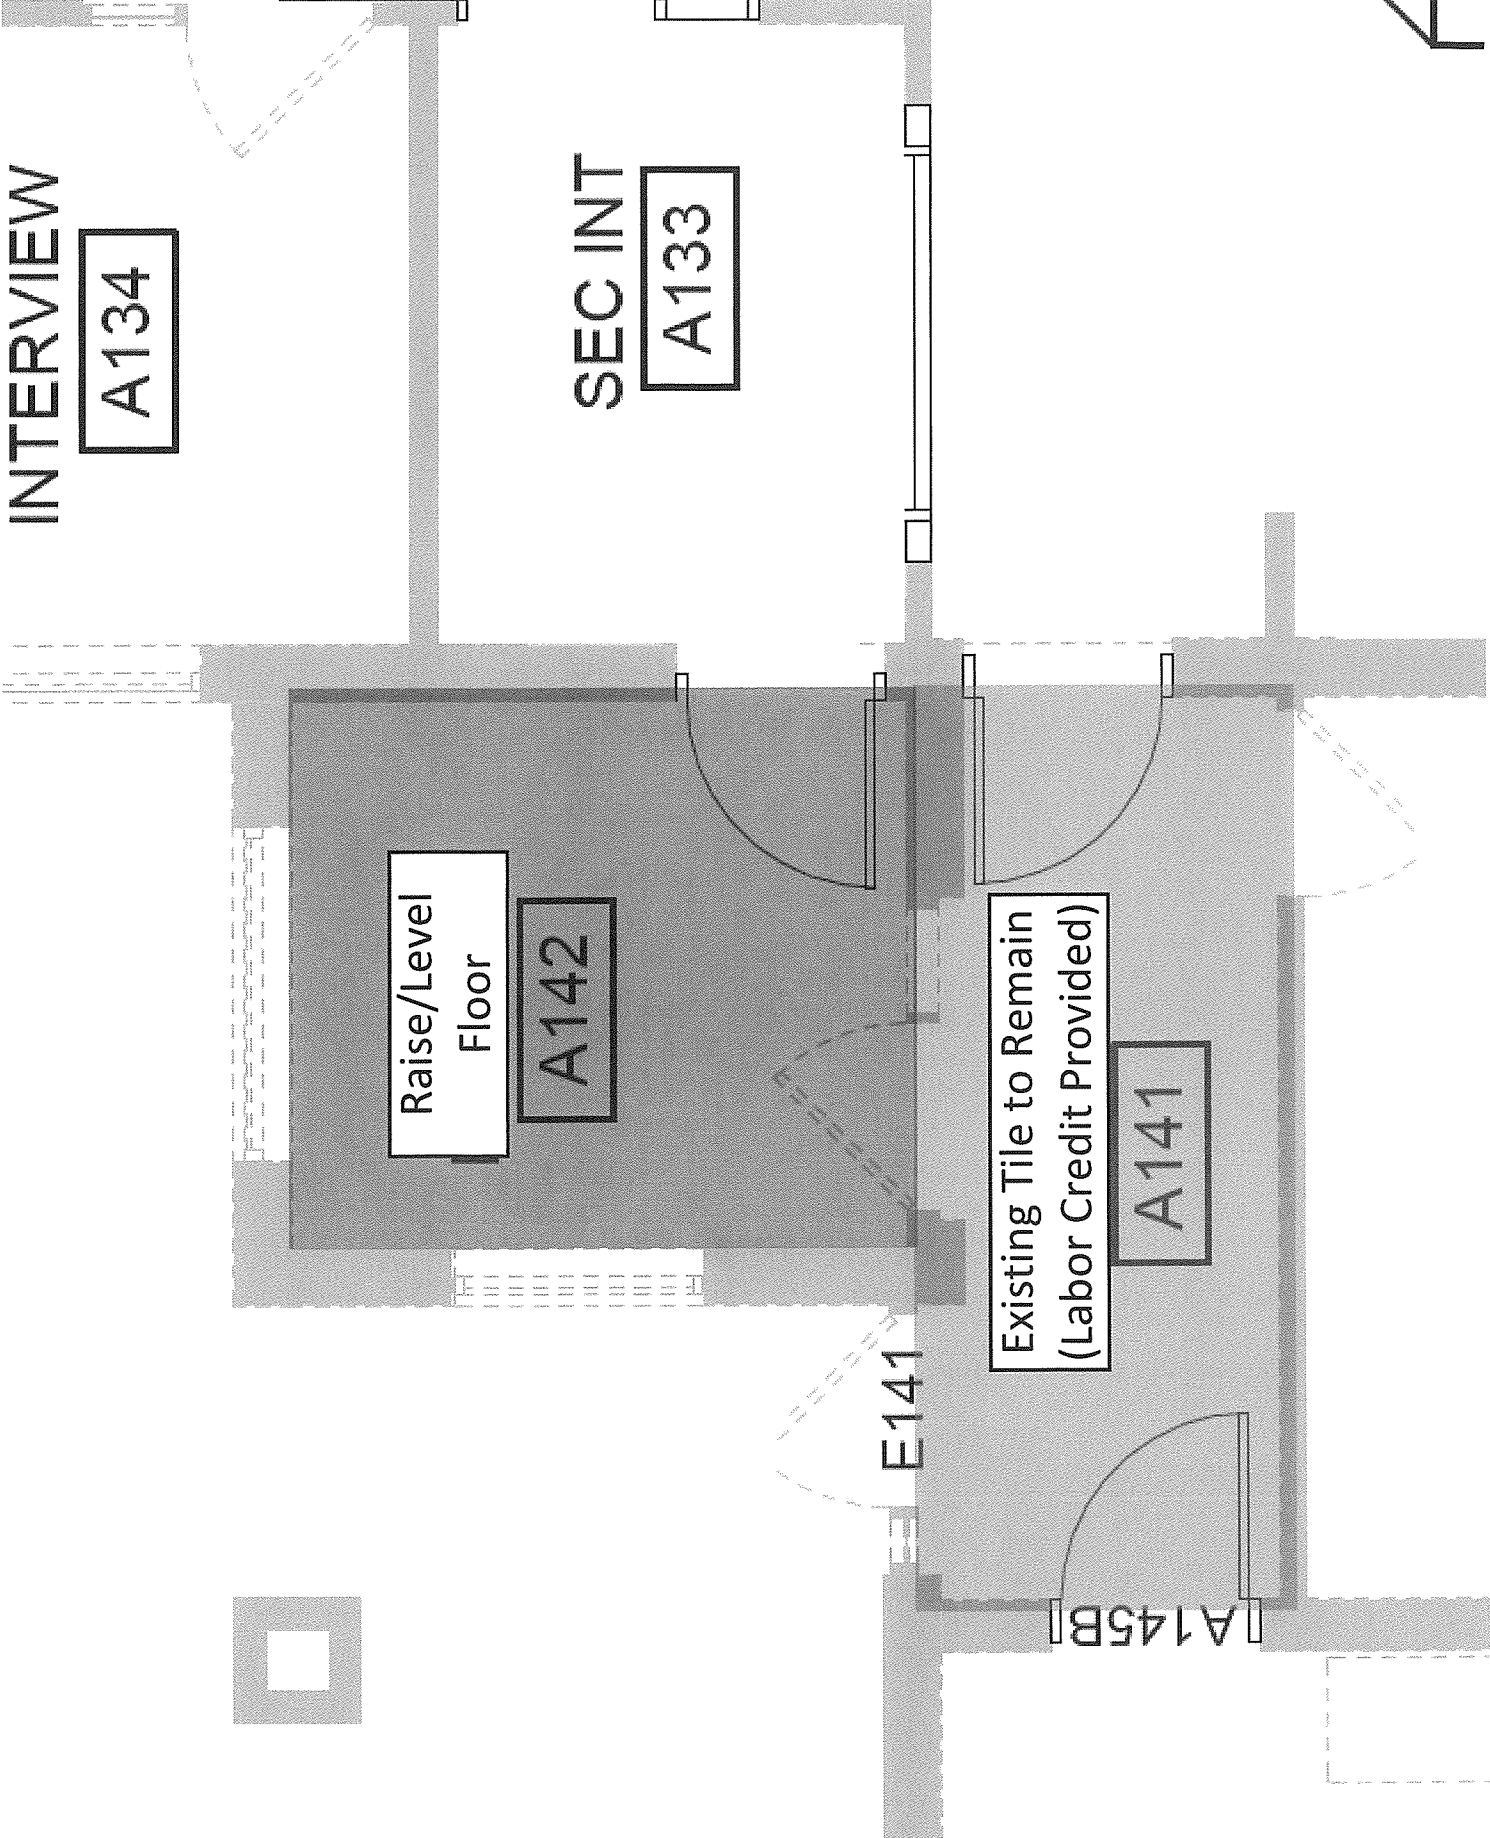 INTERVIEW
A134
SEC INT
A133
Raise/Level
Floor
A142
E141
Existing Tile to Remain
(Labor Credit Provided)
A141
A145B